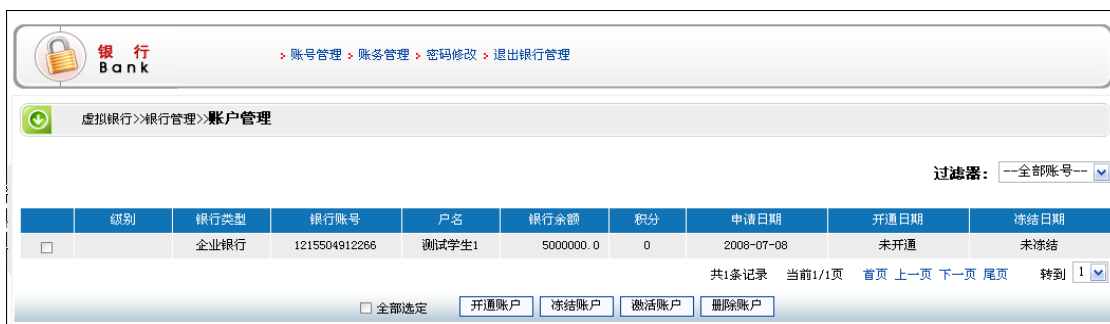 银 行
Bank
> 账号管理 > 账务管理 > 密码修改 > 退出银行管理
虚拟银行>>银行管理>>账户管理
过滤器： --全部账号--
级别 银行类型 银行账号 户名 银行余额 积分 申请日期 开通日期 冻结日期
企业银行 1215504912266 测试学生1 5000000.0 0 2008-07-08 未开通 未冻结
共1条记录 当前1/1页 首页 上一页 下一页 尾页 转到 1
全部选定 开通账户 冻结账户 激活账户 删除账户